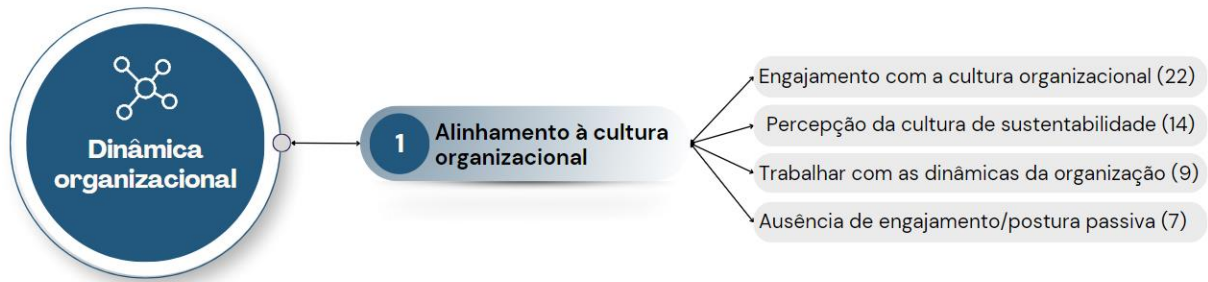 Dinâmica
organizacional
1
Alinhamento à cultura
organizacional
Engajamento com a cultura organizacional (22)
Percepção da cultura de sustentabilidade (14)
Trabalhar com as dinâmicas da organização (9)
Ausência de engajamento/postura passiva (7)